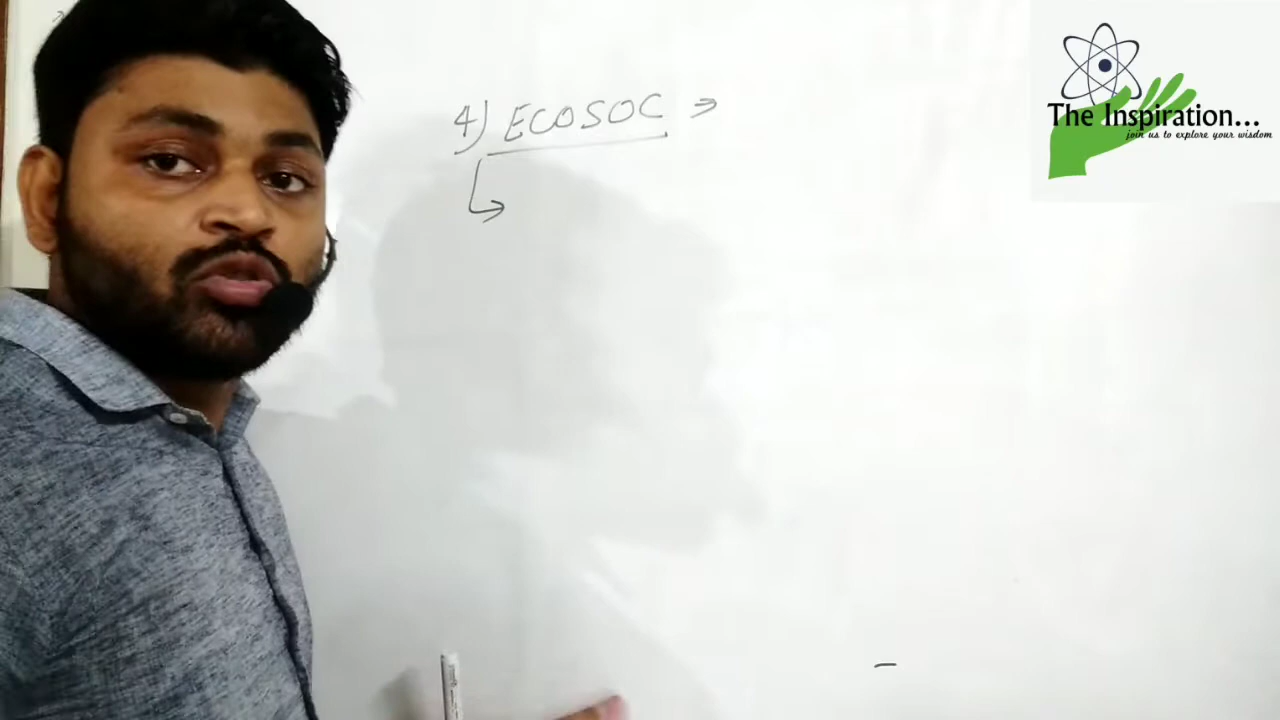 4) ECOSOC ⇒
↳
The Inspiration...
join us to explore your wisdom